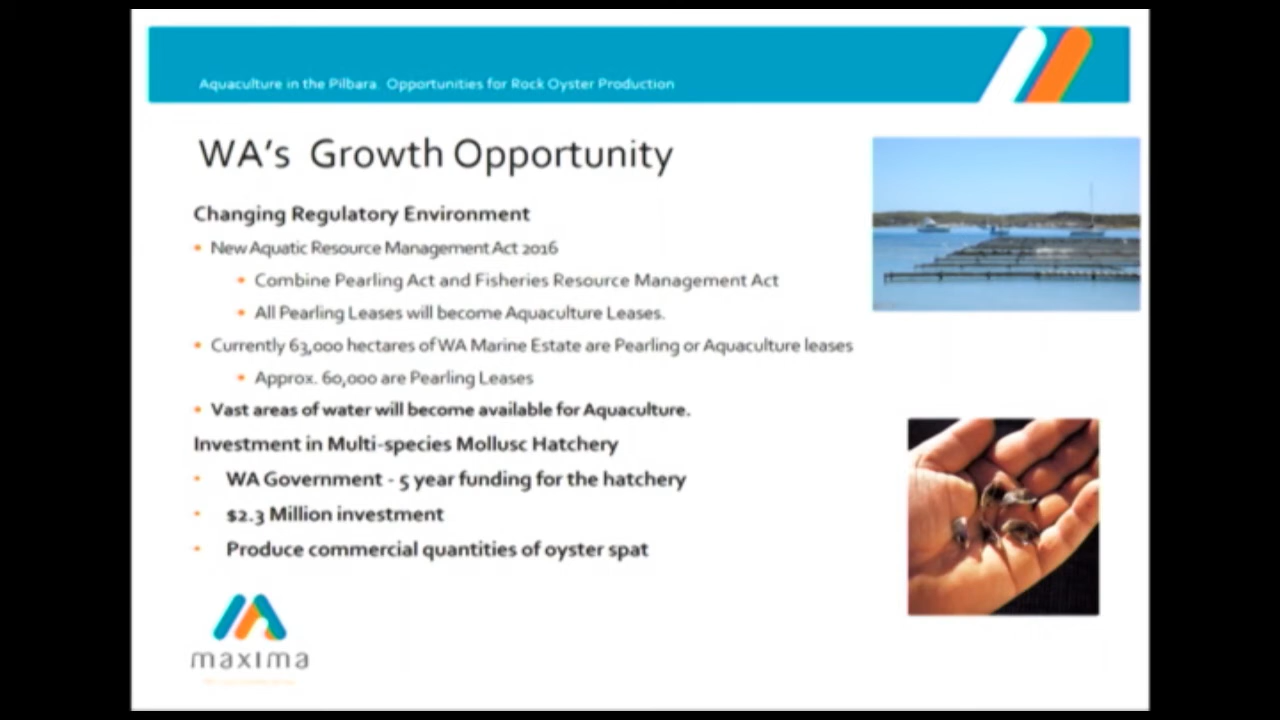 Aquaculture in the Pilbara. Opportunities for Rock Oyster Production
WA's Growth Opportunity
Changing Regulatory Environment
• New Aquatic Resource Management Act 2016
• Combine Pearling Act and Fisheries Resource Management Act
• All Pearling Leases will become Aquaculture Leases.
• Currently 63,000 hectares of WA Marine Estate are Pearling or Aquaculture leases
• Approx. 60,000 are Pearling Leases
• Vast areas of water will become available for Aquaculture.
Investment in Multi-species Mollusc Hatchery
• WA Government - 5 year funding for the hatchery
• $2.3 Million investment
• Produce commercial quantities of oyster spat
maxima